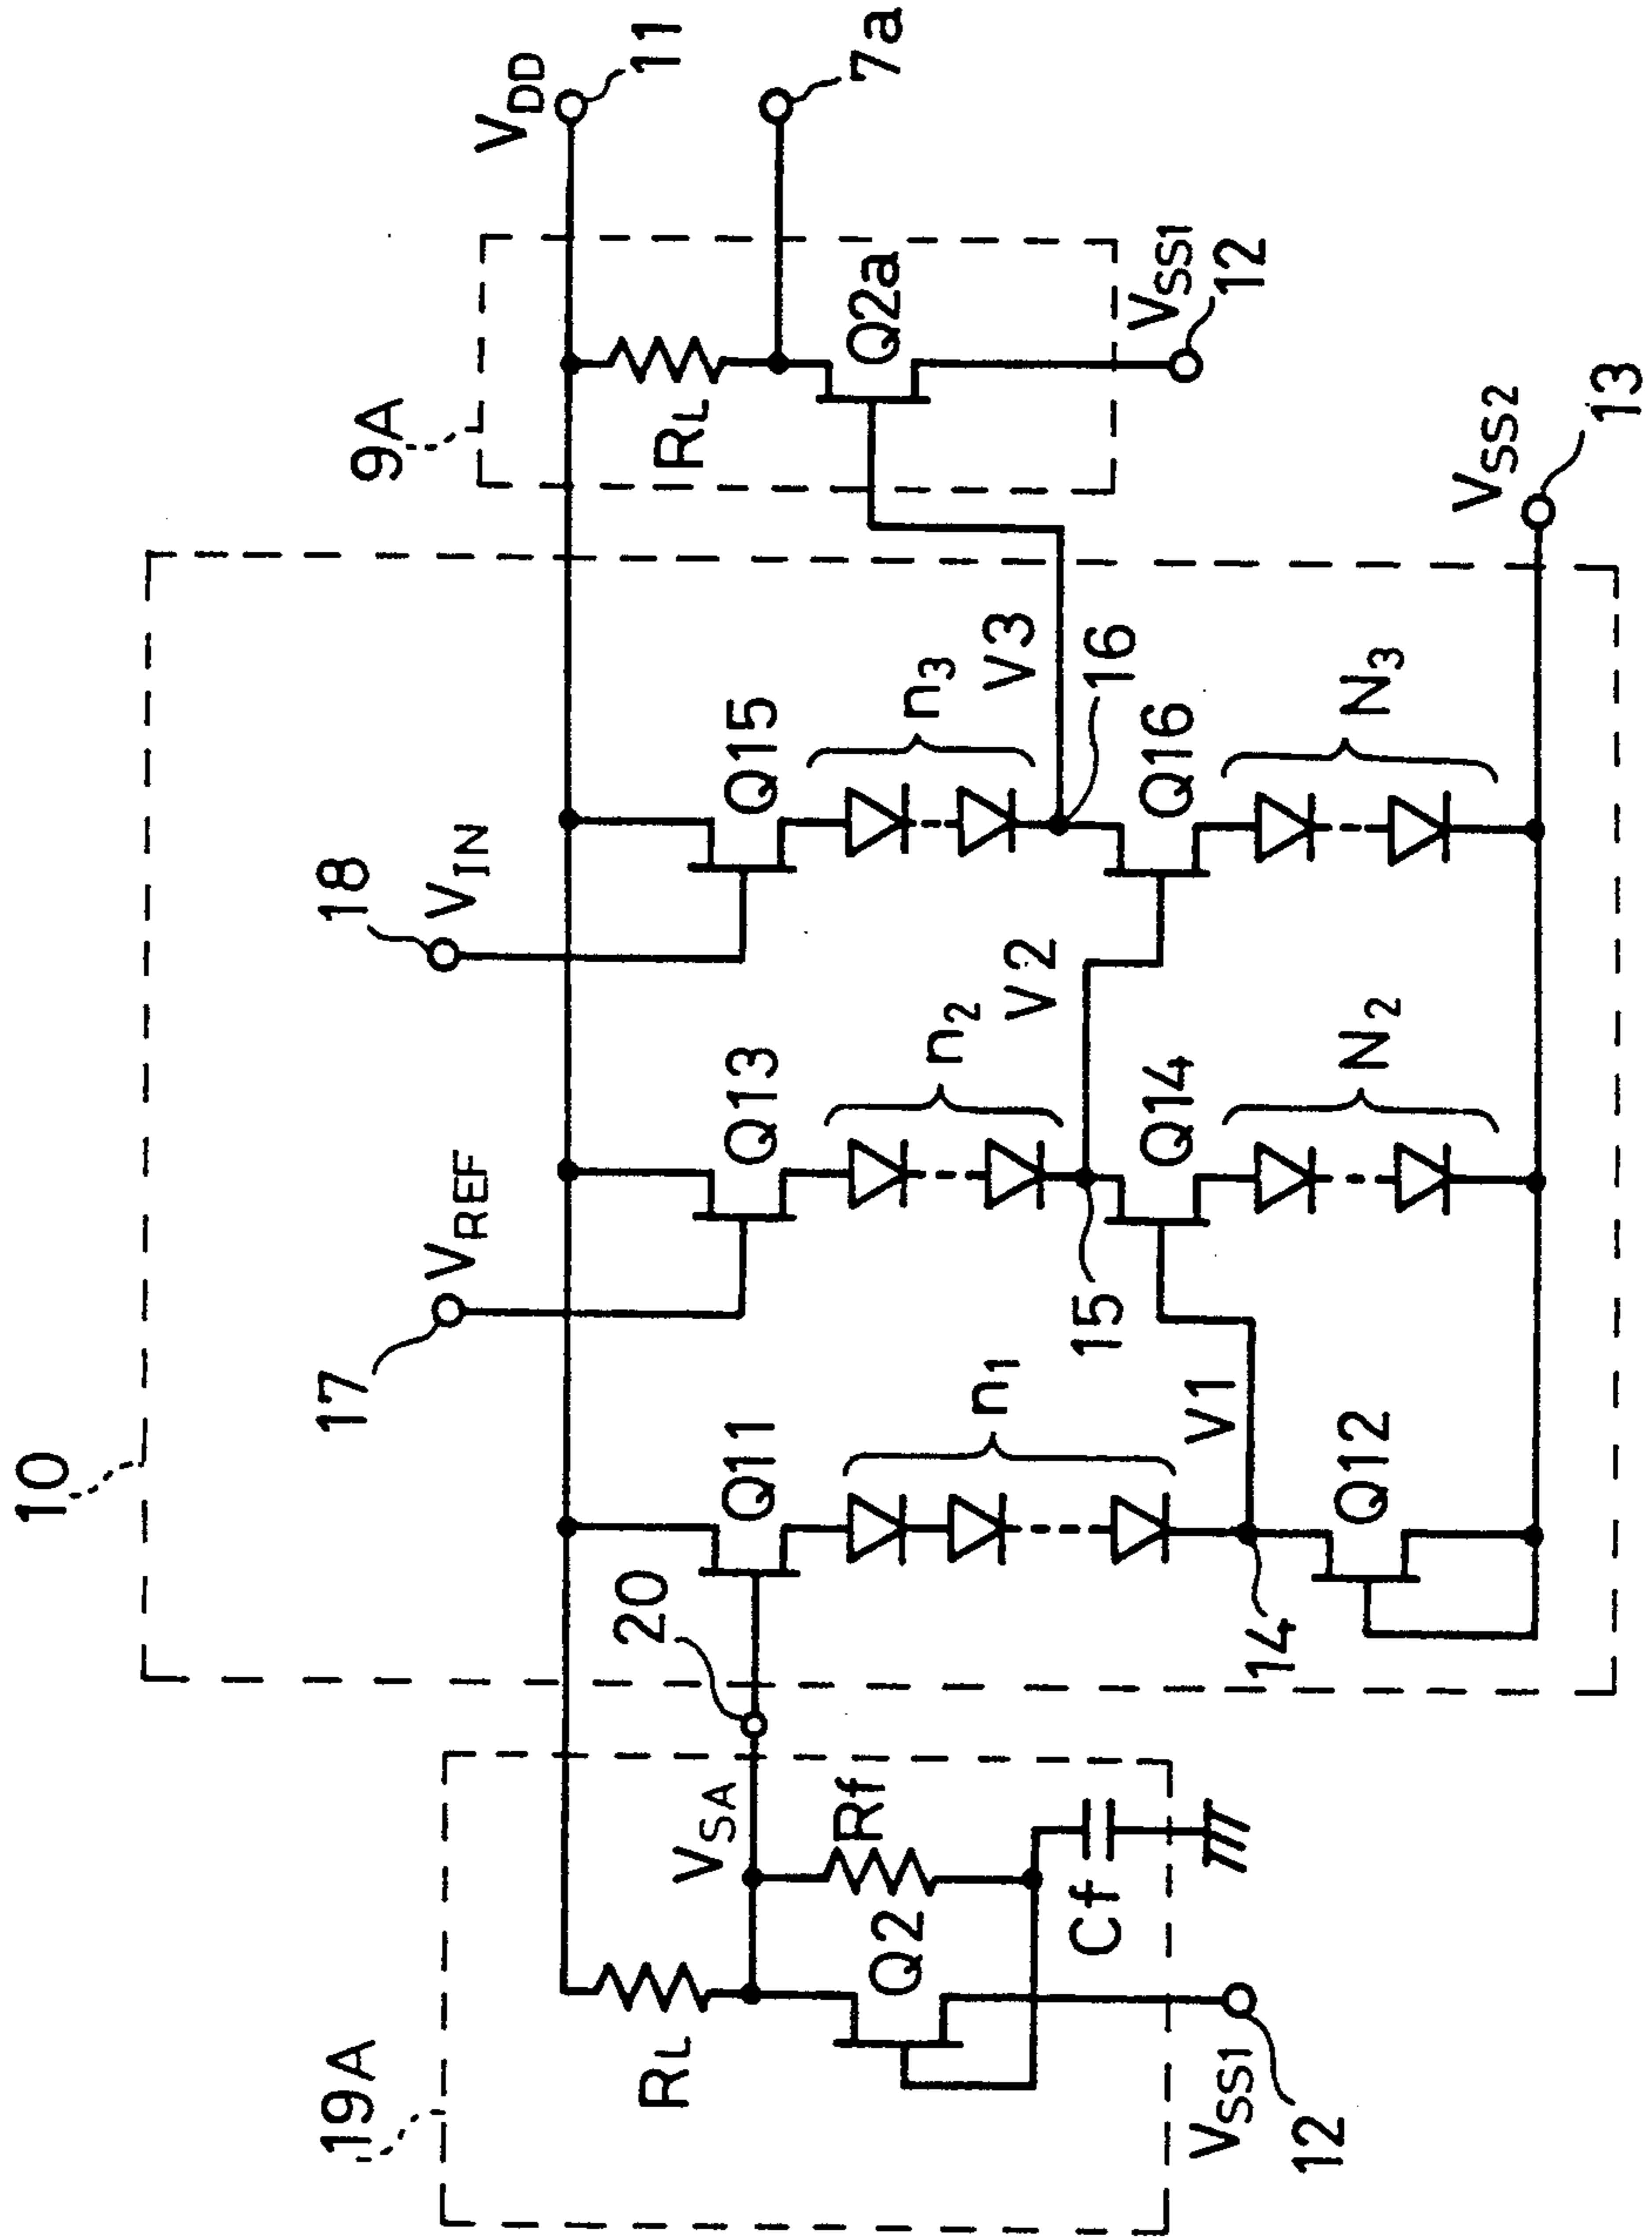 10
18
17
V_IN
V_REF
V_DD
11
9A
19A
20
R_L
V_SA
Q11
Q13
Q15
R_L
7a
Q2
Rf
n₁
n₂
n₃
Q2a
V2
V3
Cf
V1
15
16
V_SS1
12
14
Q12
Q14
Q16
V_SS1
12
N₂
N₃
V_SS2
13